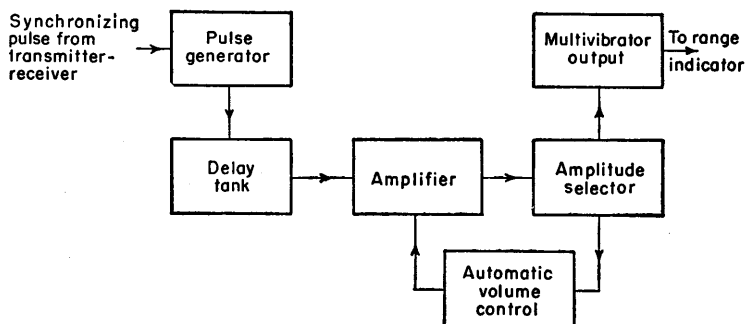 Synchronizing
pulse from
transmitter-
receiver
Pulse
generator
Multivibrator
output
To range
indicator
Delay
tank
Amplifier
Amplitude
selector
Automatic
volume
control